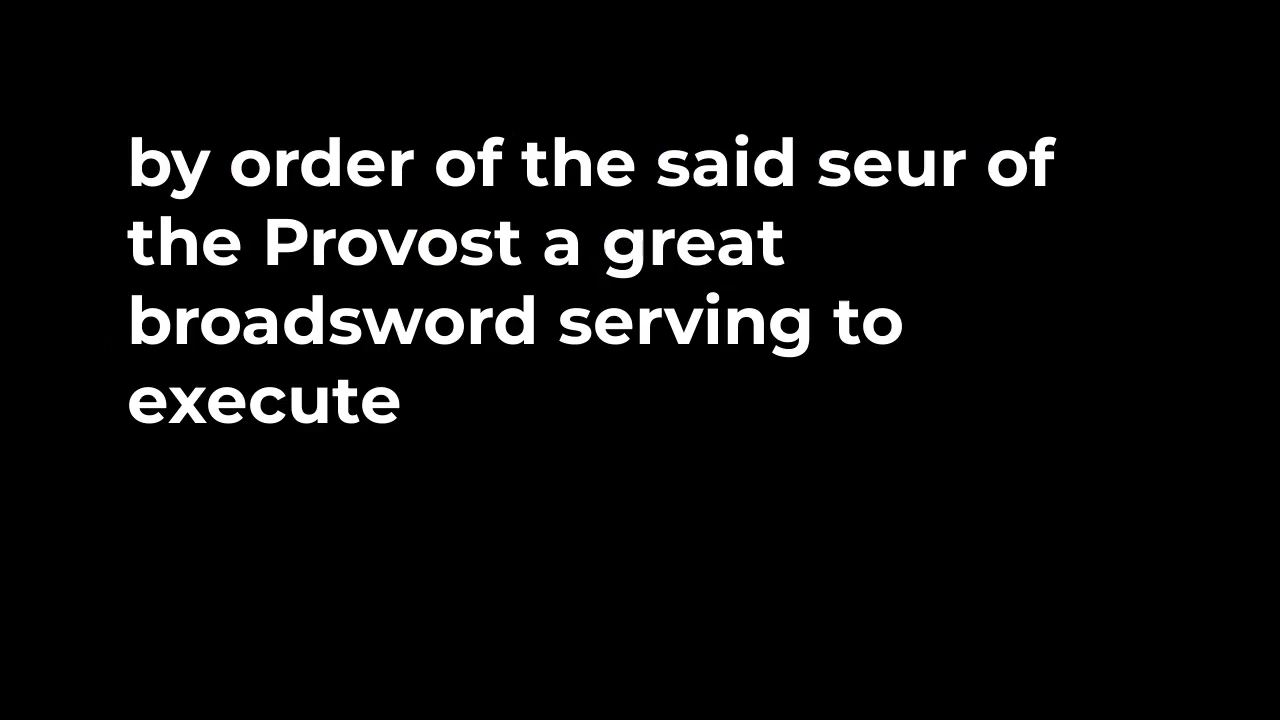 by order of the said seur of
the Provost a great
broadsword serving to
execute